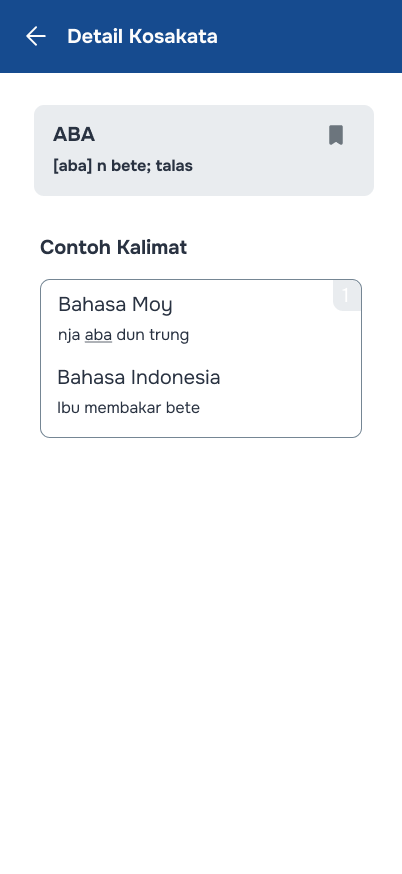 Detail Kosakata
ABA
[aba] n bete; talas
Contoh Kalimat
1
Bahasa Moy
nja aba dun trung
Bahasa Indonesia
Ibu membakar bete